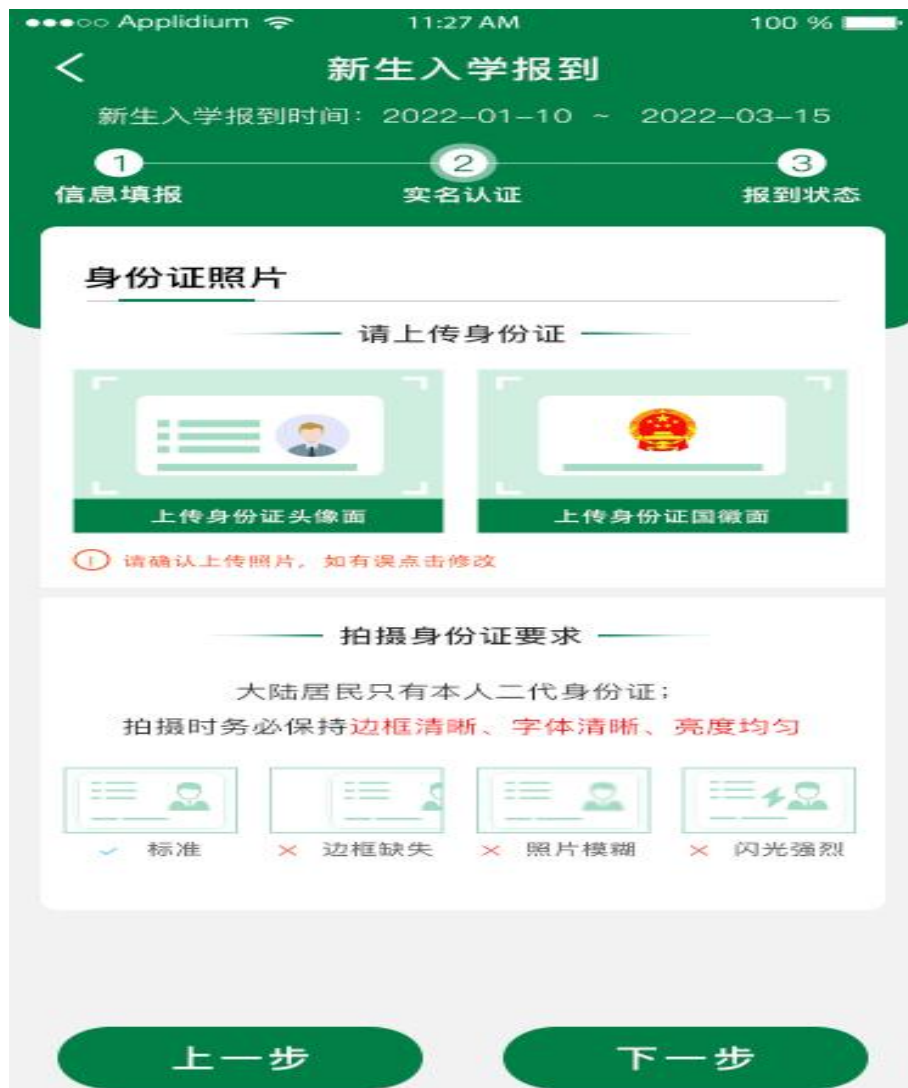 ●●●○○ Applidium 11:27 AM 100 %
新生入学报到
新生入学报到时间：2022-01-10 ~ 2022-03-15
1 2 3
信息填报 实名认证 报到状态
身份证照片
请上传身份证
上传身份证头像面 上传身份证国徽面
请确认上传照片，如有误点击修改
拍摄身份证要求
大陆居民只有本人二代身份证；
拍摄时务必保持边框清晰、字体清晰、亮度均匀
标准 边框缺失 照片模糊 闪光强烈
上一步 下一步